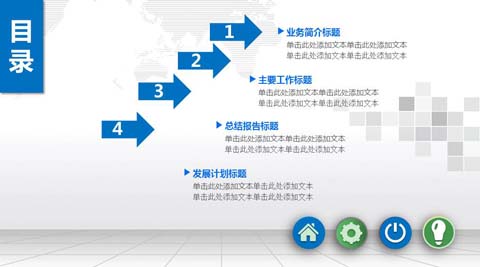 目录
1
业务简介标题
单击此处添加文本单击此处添加文本
单击此处添加文本单击此处添加文本
2
主要工作标题
单击此处添加文本单击此处添加文本
单击此处添加文本单击此处添加文本
3
总结报告标题
单击此处添加文本单击此处添加文本
单击此处添加文本单击此处添加文本
4
发展计划标题
单击此处添加文本单击此处添加文本
单击此处添加文本单击此处添加文本